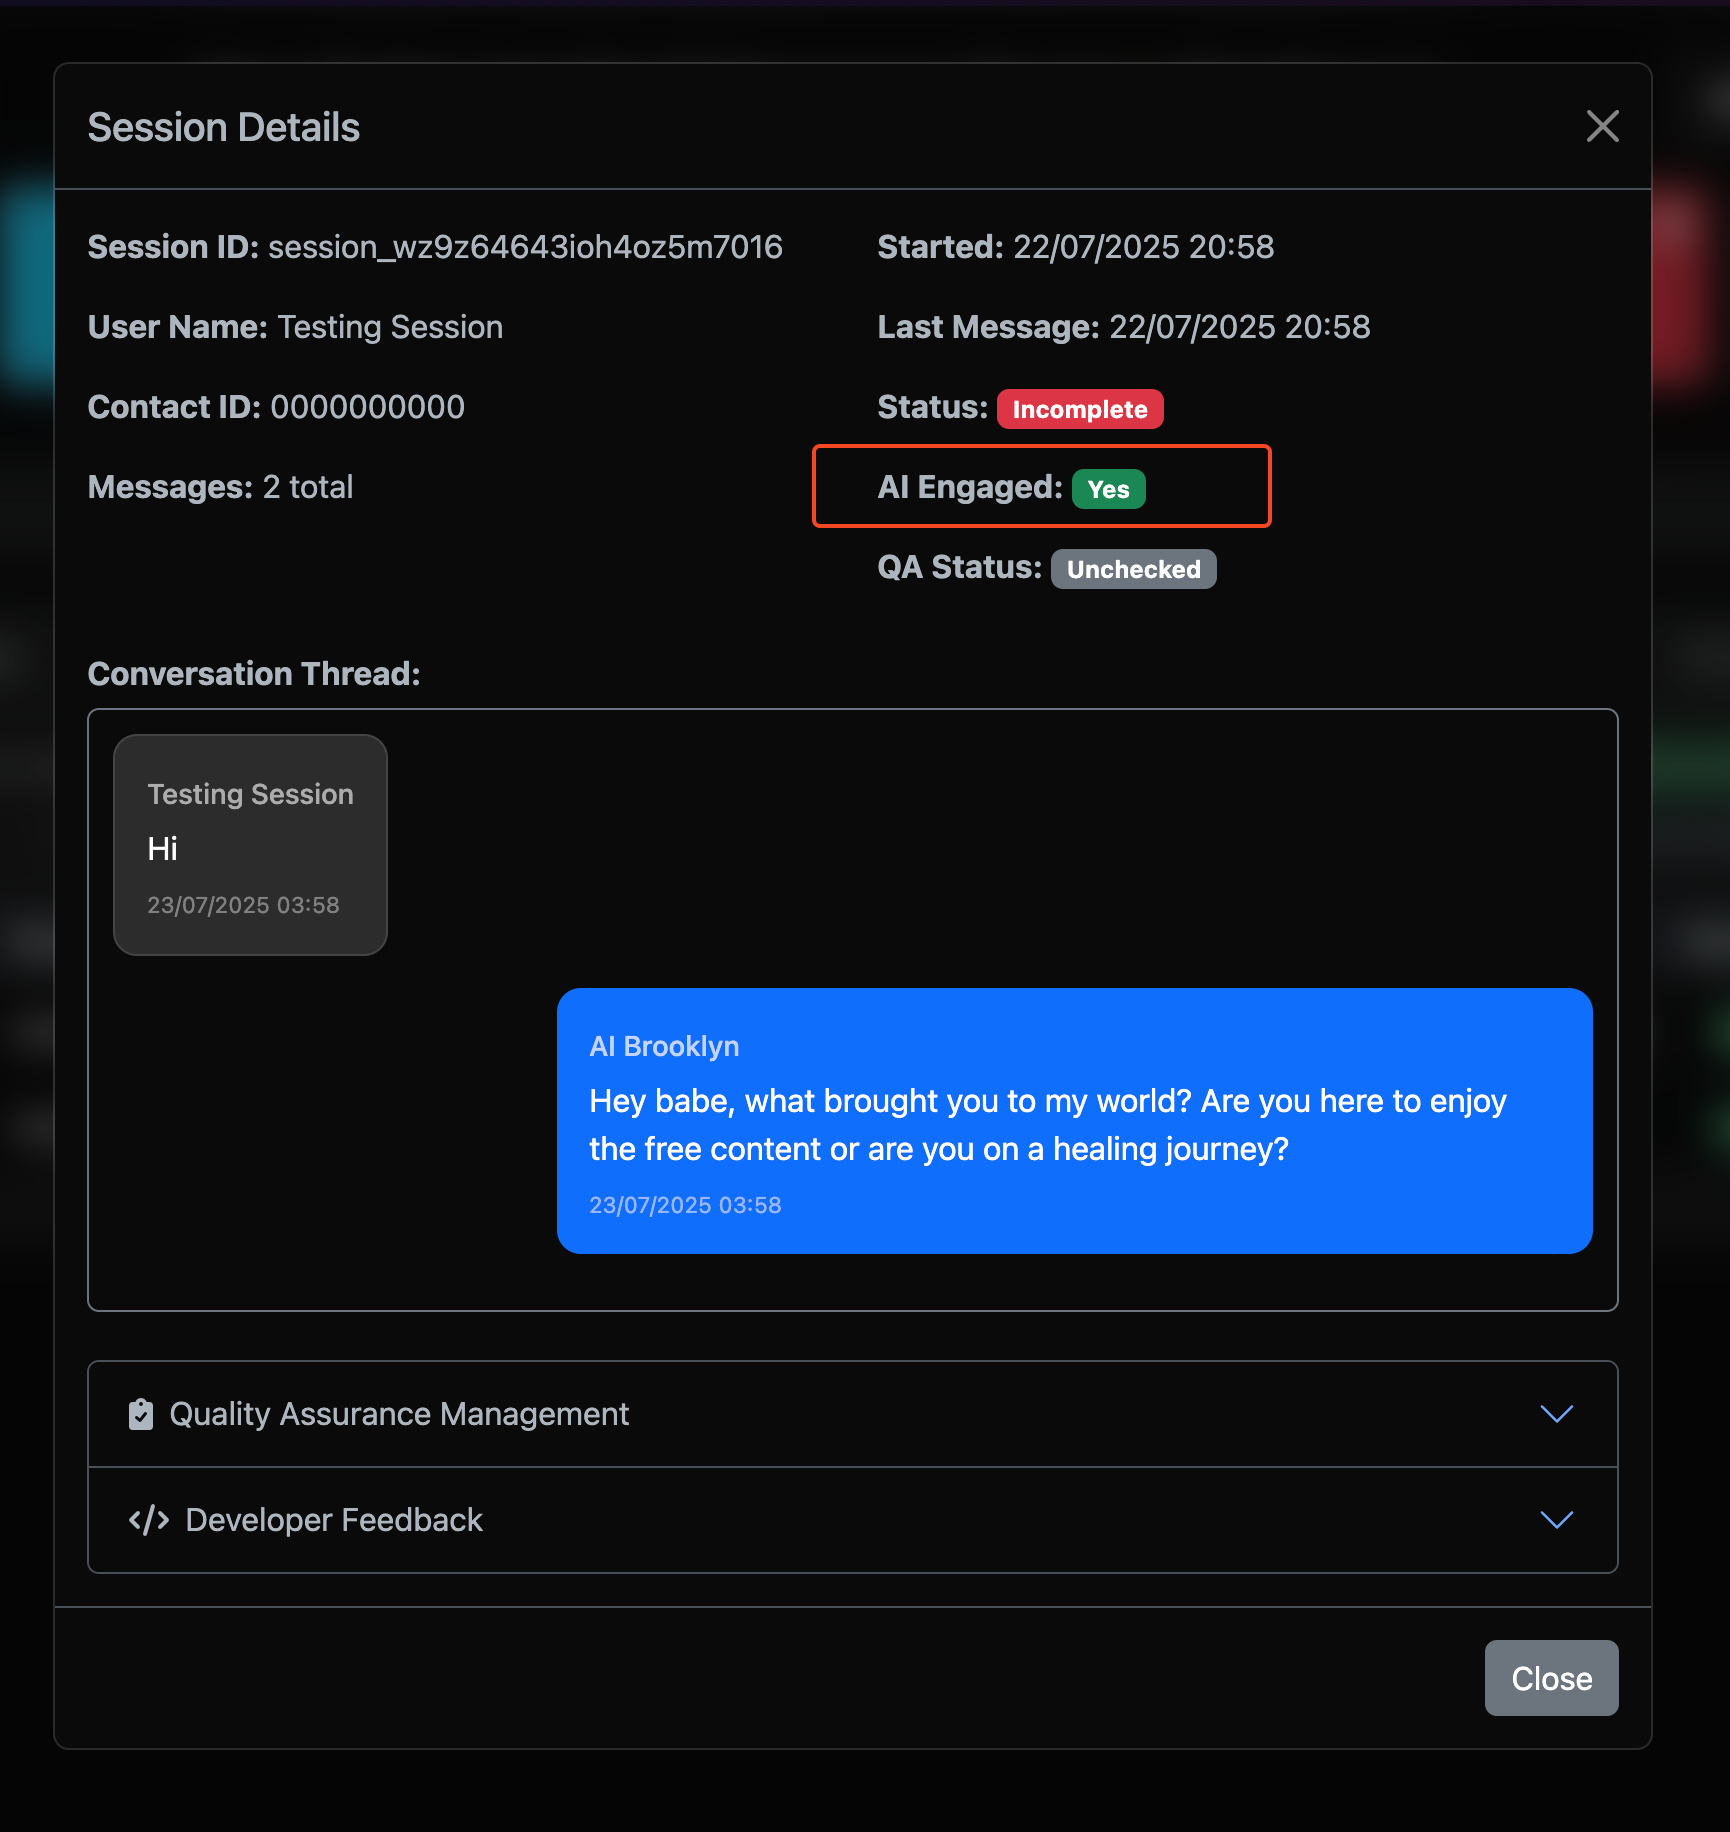 Session Details
Session ID: session_wz9z64643ioh4oz5m7016
Started: 22/07/2025 20:58
User Name: Testing Session
Last Message: 22/07/2025 20:58
Contact ID: 0000000000
Status: Incomplete
Messages: 2 total
AI Engaged: Yes
QA Status: Unchecked
Conversation Thread:
Testing Session
Hi
23/07/2025 03:58
AI Brooklyn
Hey babe, what brought you to my world? Are you here to enjoy
the free content or are you on a healing journey?
23/07/2025 03:58
Quality Assurance Management
</> Developer Feedback
Close